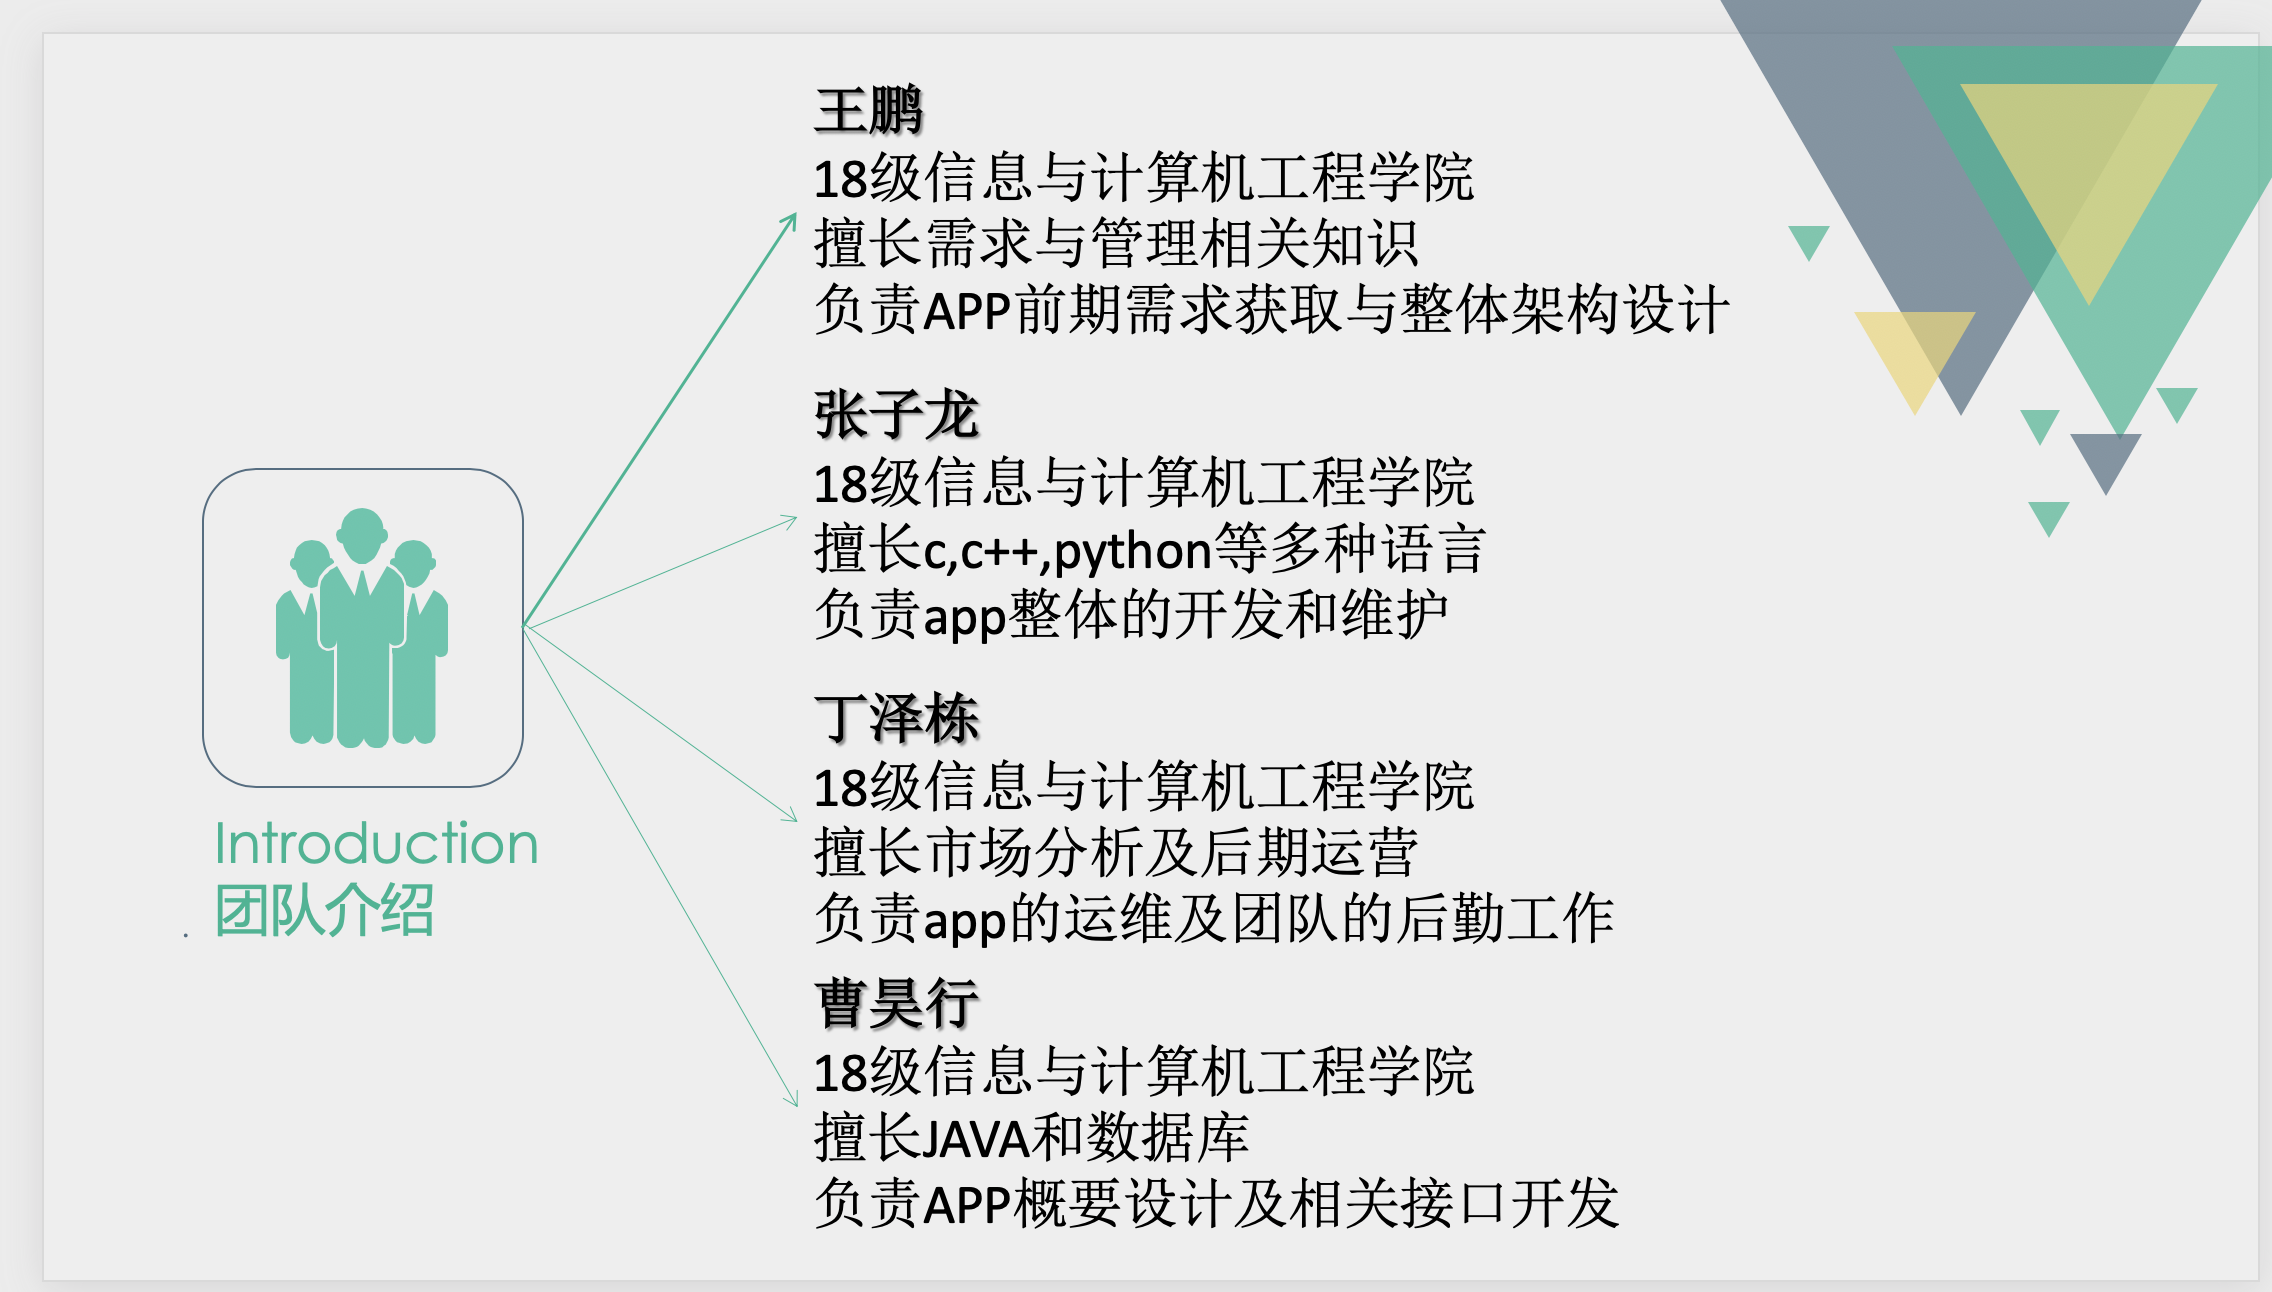 Introduction
团队介绍
王鹏
18级信息与计算机工程学院
擅长需求与管理相关知识
负责APP前期需求获取与整体架构设计
张子龙
18级信息与计算机工程学院
擅长c,c++,python等多种语言
负责app整体的开发和维护
丁泽栋
18级信息与计算机工程学院
擅长市场分析及后期运营
负责app的运维及团队的后勤工作
曹昊行
18级信息与计算机工程学院
擅长JAVA和数据库
负责APP概要设计及相关接口开发